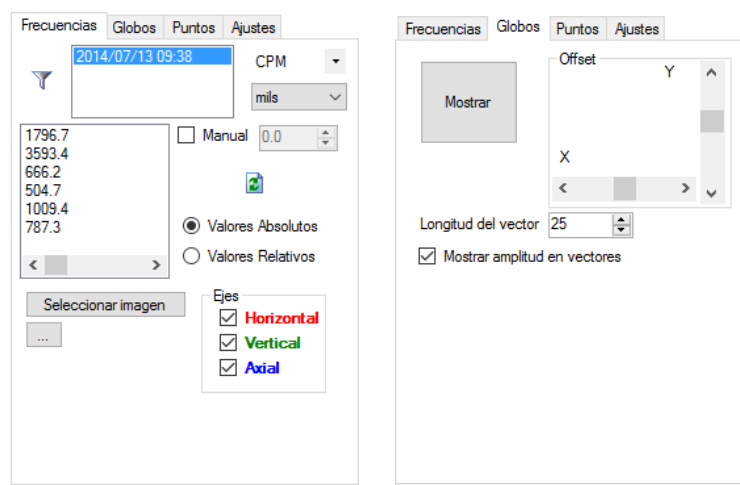 Frecuencias Globos Puntos Ajustes
2014/07/13 09:38
CPM
mils
1796.7
3593.4
666.2
504.7
1009.4
787.3
Manual 0.0
Valores Absolutos
Valores Relativos
Seleccionar imagen
...
Ejes
Horizontal
Vertical
Axial
Frecuencias Globos Puntos Ajustes
Mostrar
Offset
Y
X
Longitud del vector 25
Mostrar amplitud en vectores